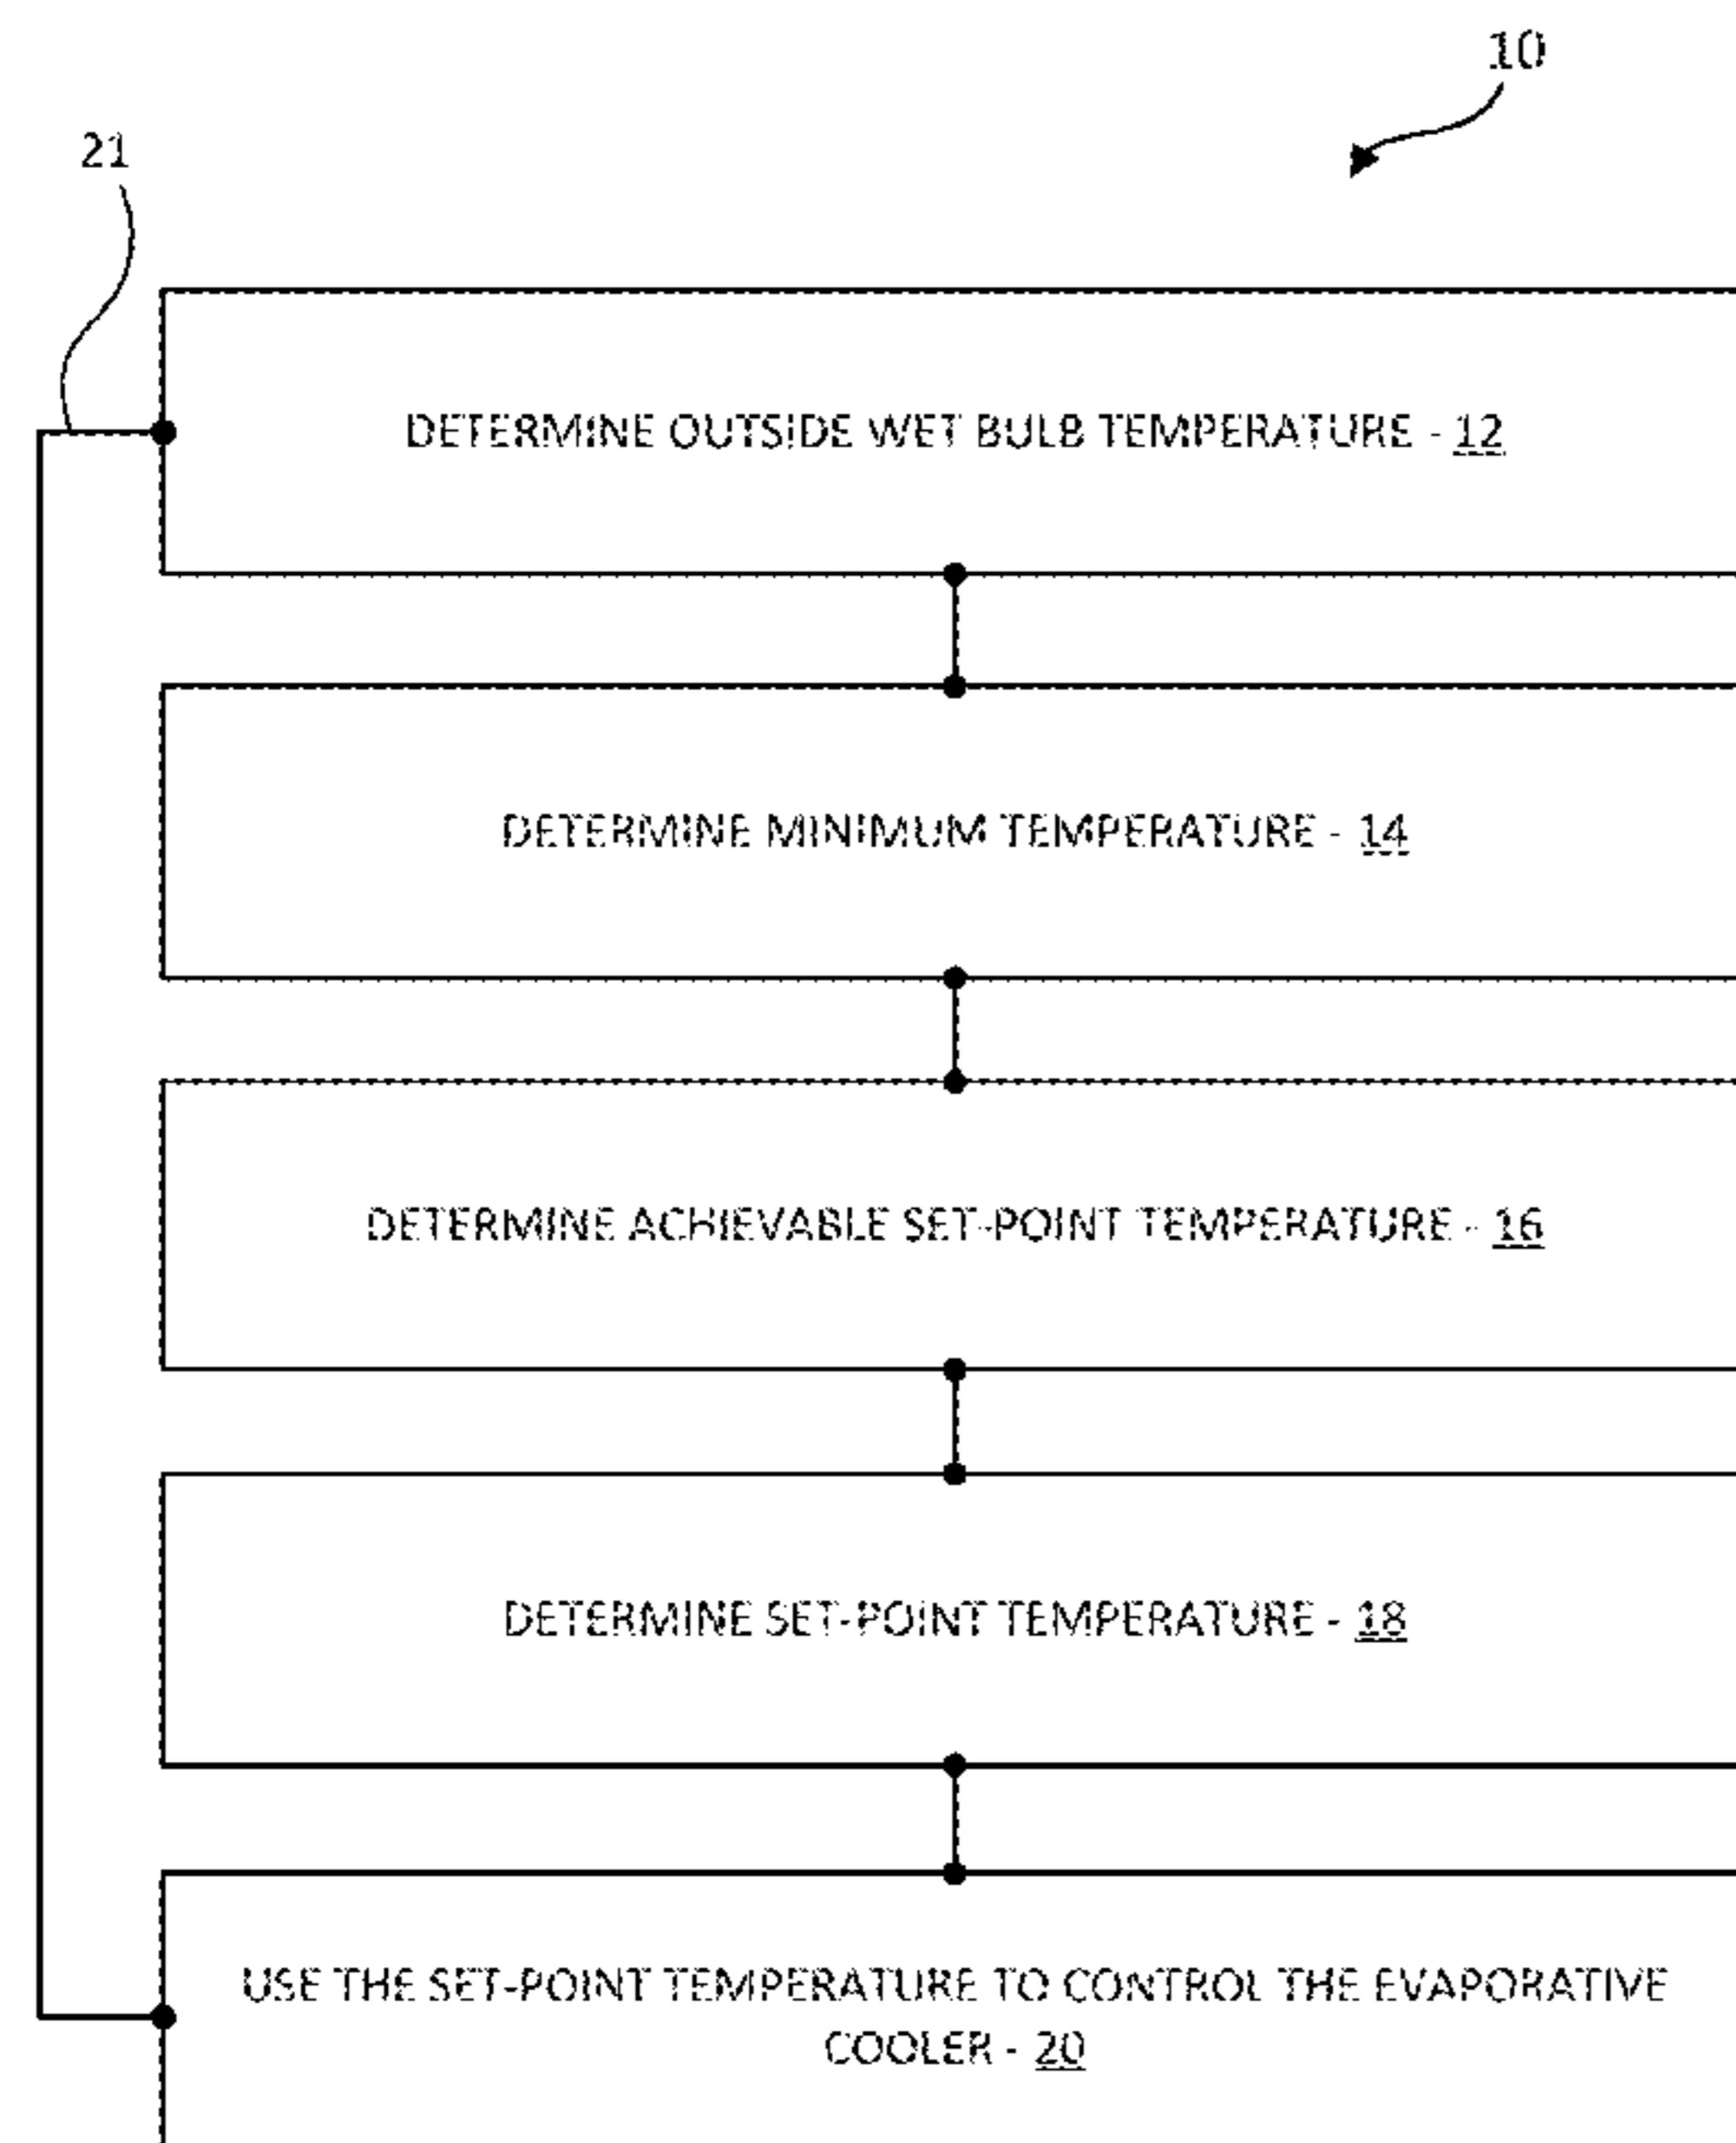 10
21
DETERMINE OUTSIDE WET BULB TEMPERATURE - 12
DETERMINE MINIMUM TEMPERATURE - 14
DETERMINE ACHIEVABLE SET-POINT TEMPERATURE - 16
DETERMINE SET-POINT TEMPERATURE - 18
USE THE SET-POINT TEMPERATURE TO CONTROL THE EVAPORATIVE
COOLER - 20